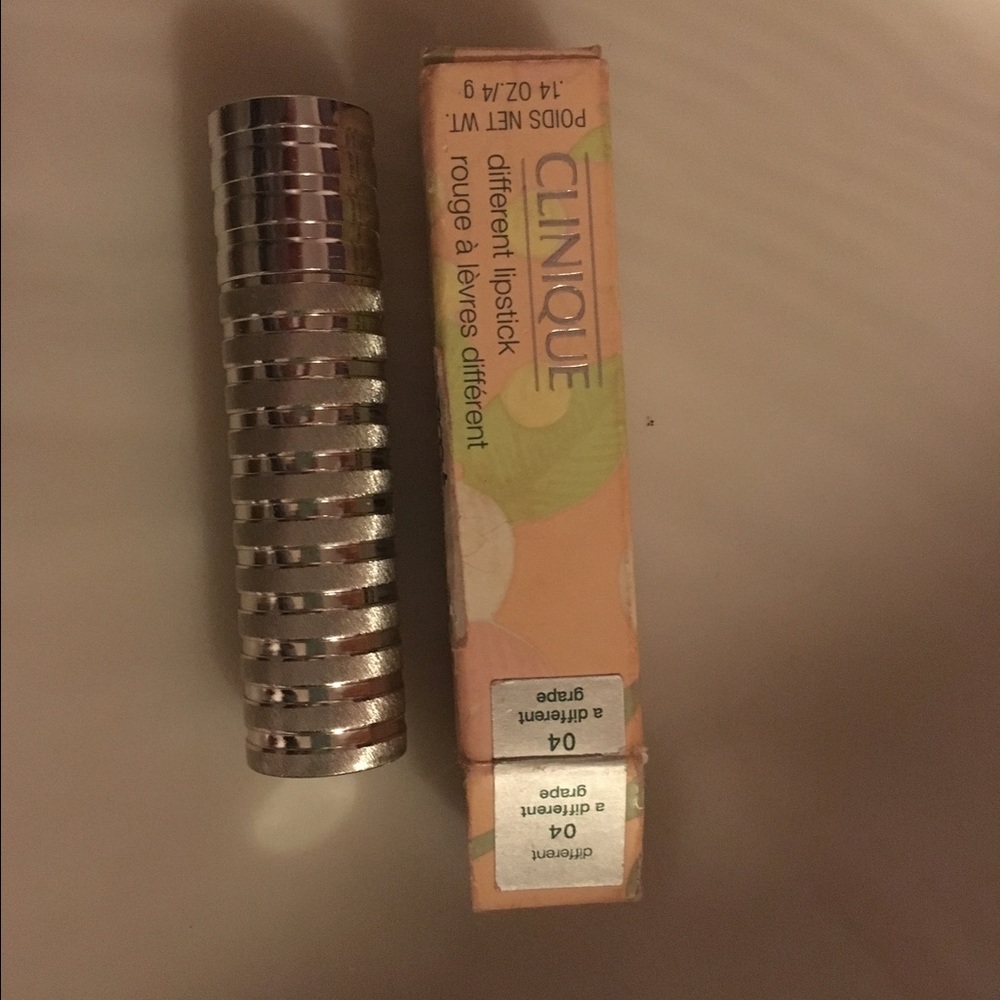 POIDS NET WT.
.14 OZ./4 g
CLINIQUE
different lipstick
rouge à lèvres différent
04
a different
grape
different
04
a different
grape